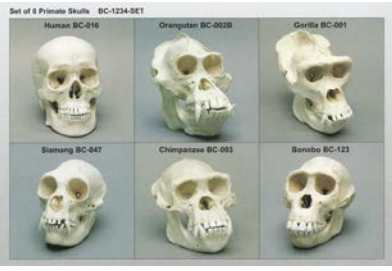 Set of 6 Primate Skulls BC-1234-SET
Human BC-016
Orangutan BC-002B
Gorilla BC-001
Siamang BC-047
Chimpanzee BC-003
Bonobo BC-123